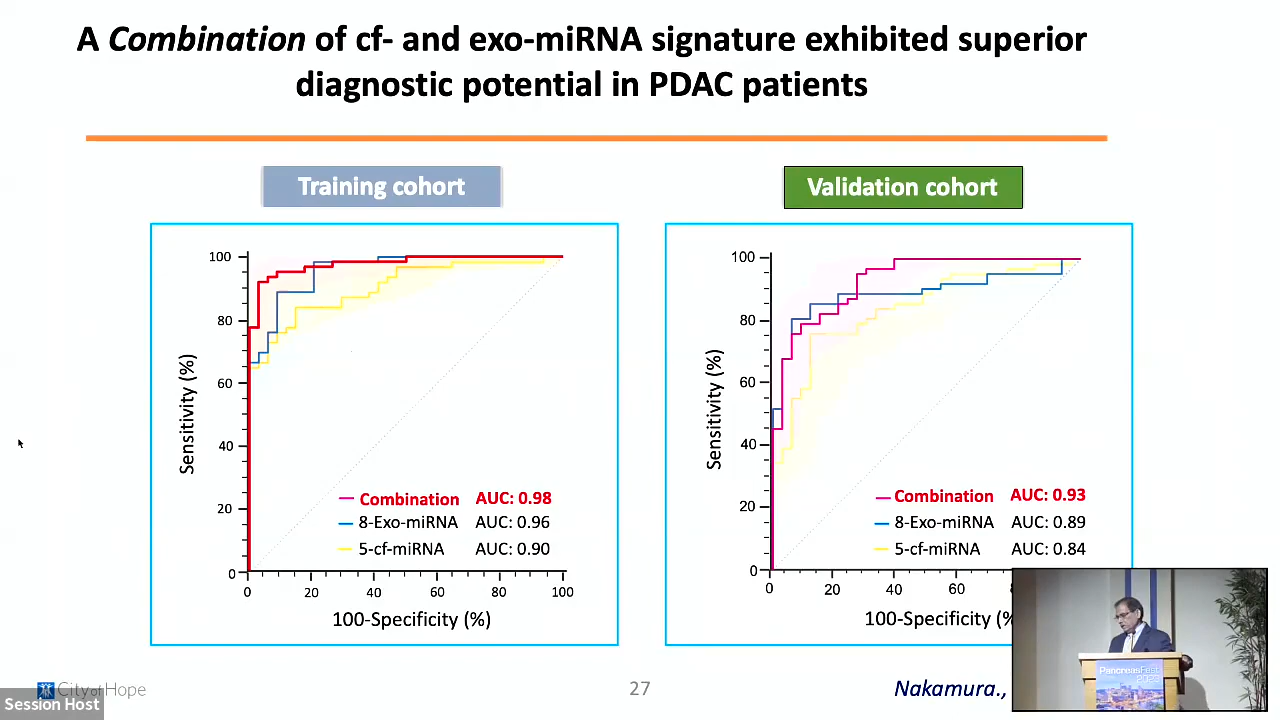 A Combination of cf- and exo-miRNA signature exhibited superior
diagnostic potential in PDAC patients
Training cohort
Validation cohort
100
80
60
40
20
0
Sensitivity (%)
Combination AUC: 0.98
8-Exo-miRNA AUC: 0.96
5-cf-miRNA AUC: 0.90
0 20 40 60 80 100
100-Specificity (%)
100
80
60
40
20
0
Sensitivity (%)
Combination AUC: 0.93
8-Exo-miRNA AUC: 0.89
5-cf-miRNA AUC: 0.84
0 20 40 60
100-Specificity (%
PancreasFest
2023
City of Hope
27
Nakamura.,
Session Host